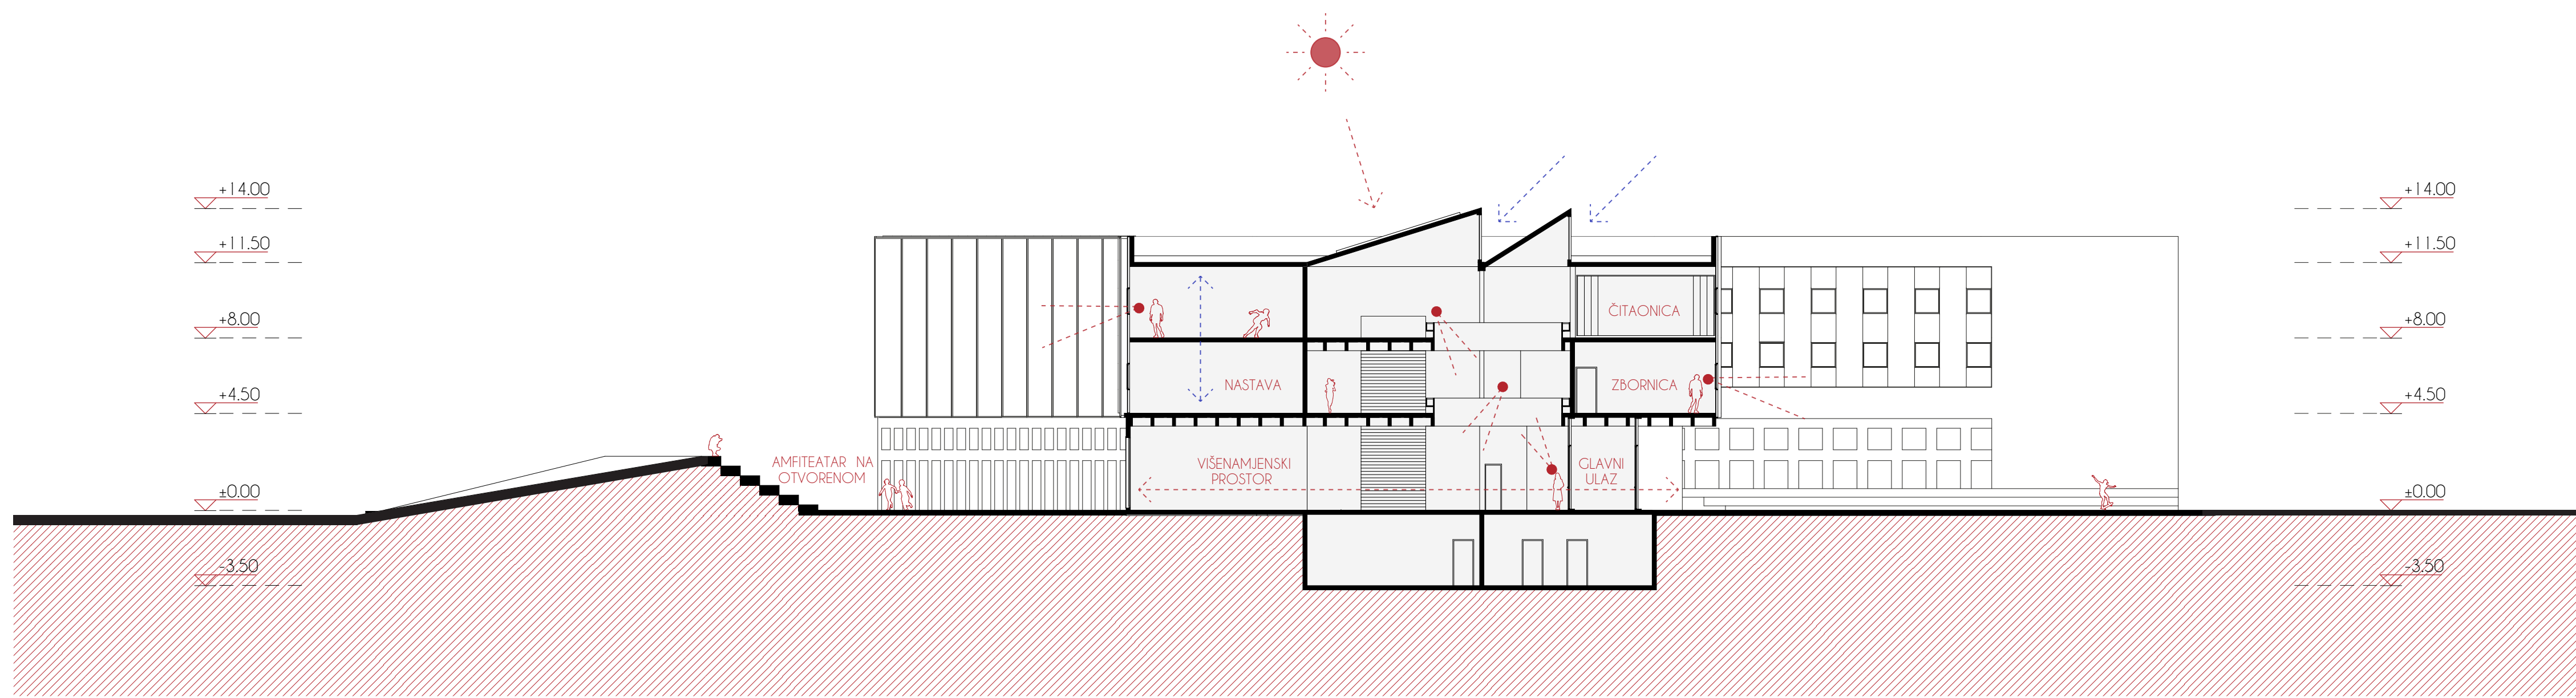 +14.00
+14.00
+11.50
+11.50
ČITAONICA
+8.00
+8.00
NASTAVA
ZBORNICA
+4.50
+4.50
AMFITEATAR NA
OTVORENOM
VIŠENAMJENSKI
PROSTOR
GLAVNI
ULAZ
±0.00
±0.00
-3.50
-3.50